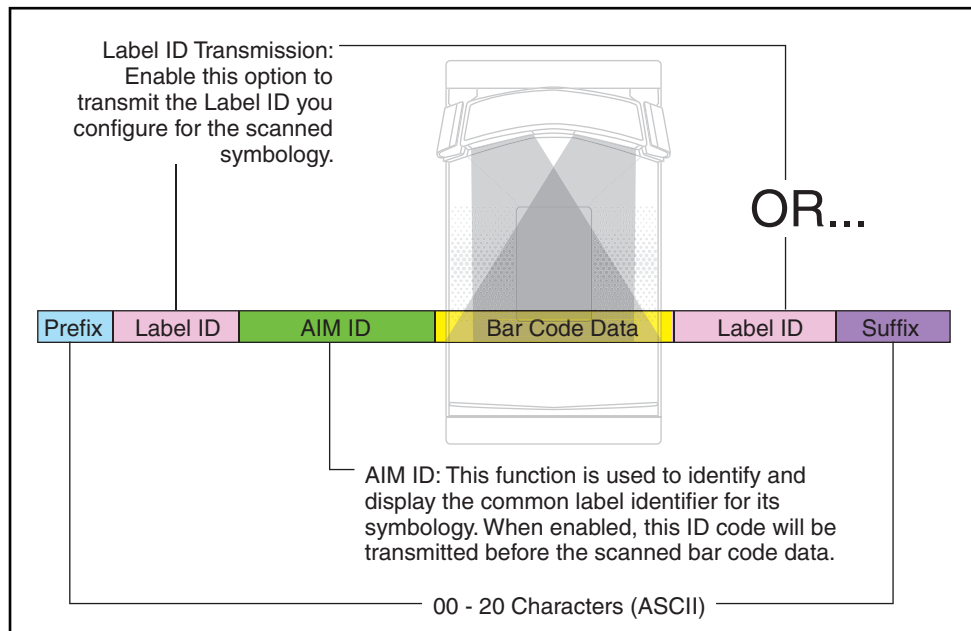 Label ID Transmission:
Enable this option to
transmit the Label ID you
configure for the scanned
symbology.
OR...
Prefix Label ID AIM ID Bar Code Data Label ID Suffix
AIM ID: This function is used to identify and
display the common label identifier for its
symbology. When enabled, this ID code will be
transmitted before the scanned bar code data.
00 - 20 Characters (ASCII)